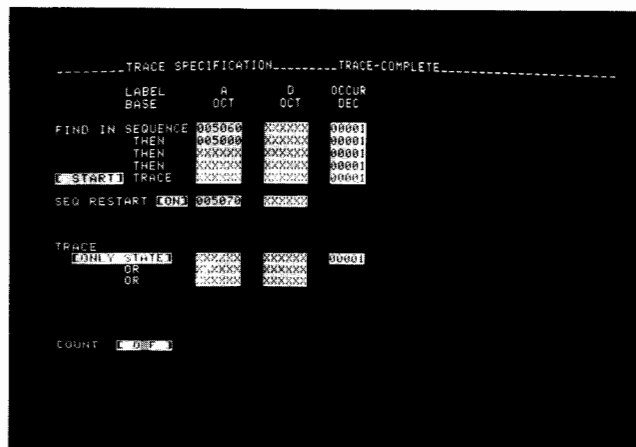 --------TRACE SPECIFICATION---------TRACE-COMPLETE--------------------
LABEL A D OCCUR
BASE OCT OCT DEC
FIND IN SEQUENCE 005060 XXXXXX 00001
THEN 005000 XXXXXX 00001
THEN XXXXXX XXXXXX 00001
THEN XXXXXX XXXXXX 00001
[ START] TRACE XXXXXX XXXXXX 00001
SEQ RESTART [ON] 005070 XXXXXX
TRACE
[ONLY STATE] XXXXXX XXXXXX 00001
OR XXXXXX XXXXXX
OR XXXXXX XXXXXX
COUNT